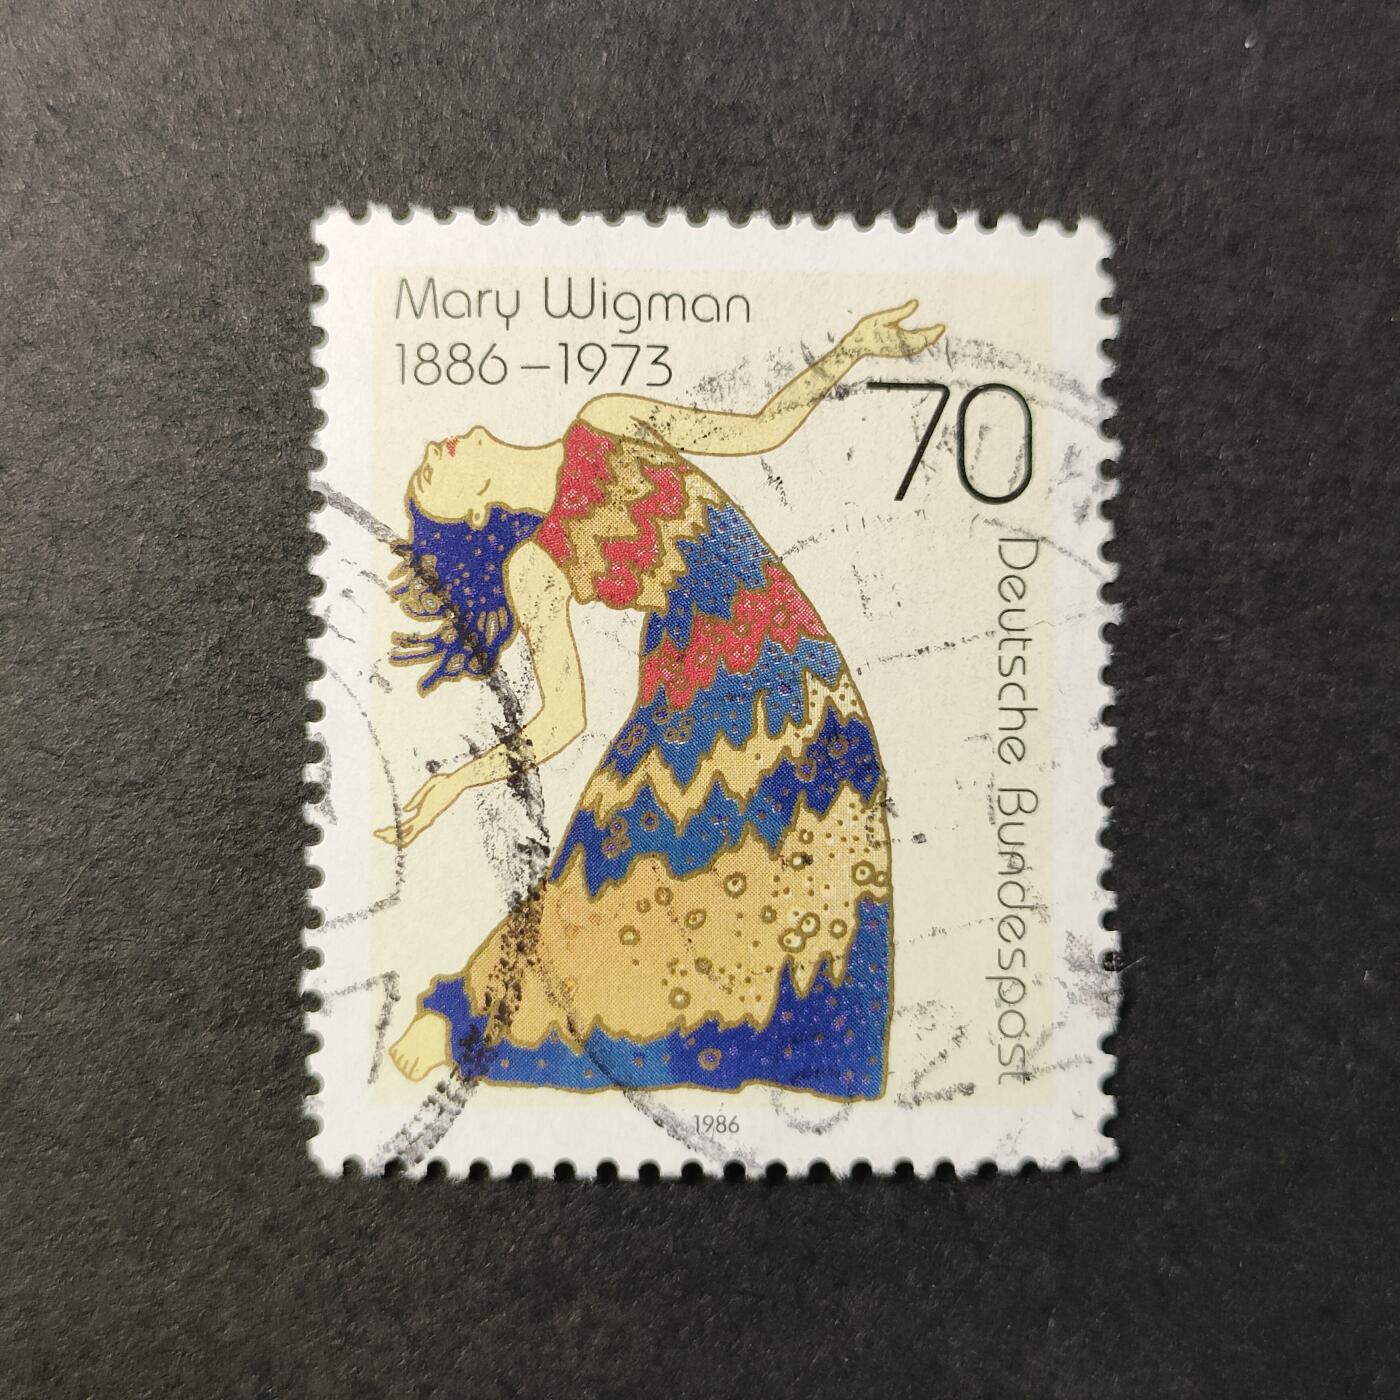 Mary Wigman
1886–1973
70
Deutsche Bundespost
1986